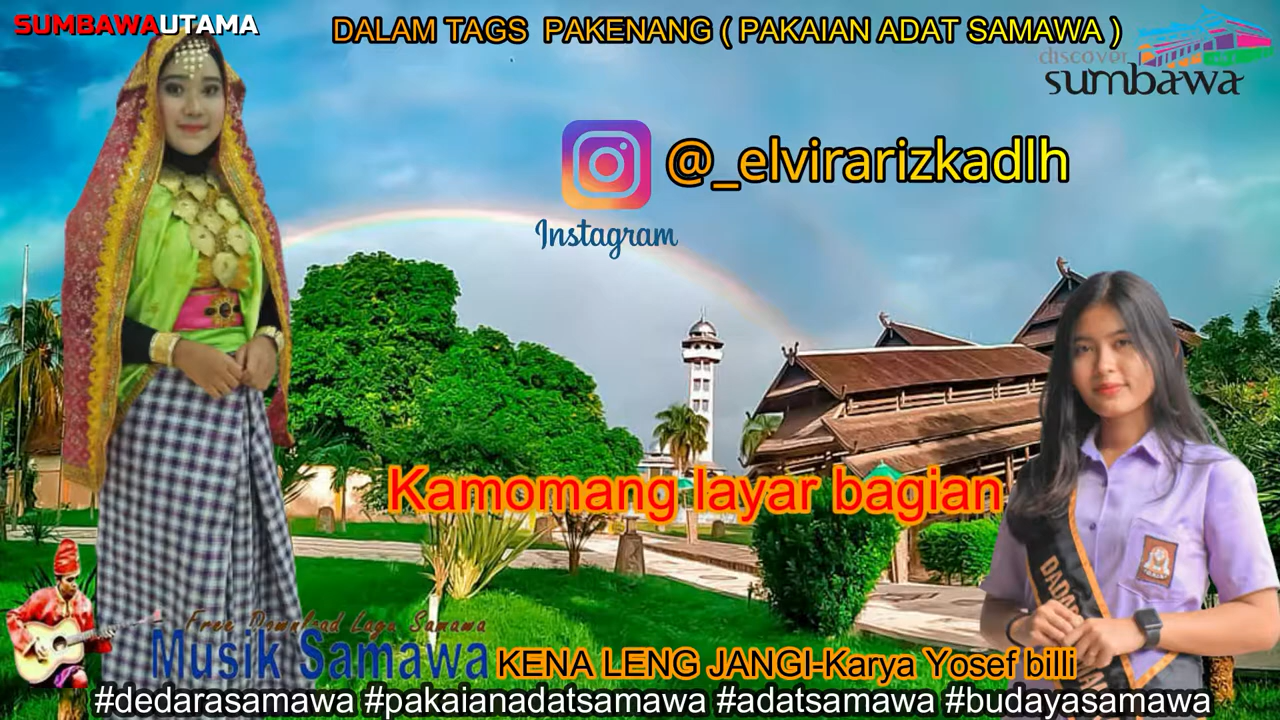 SUMBAWAUTAMA
DALAM TAGS PAKENANG ( PAKAIAN ADAT SAMAWA )
discover
sumbawa
@_elvirarizkadlh
Instagram
Kamomang layar bagian
Free Download Lagu Samawa
Musik Samawa
KENA LENG JANGI-Karya Yosef billi
#dedarasamawa #pakaianadatsamawa #adatsamawa #budayasamawa